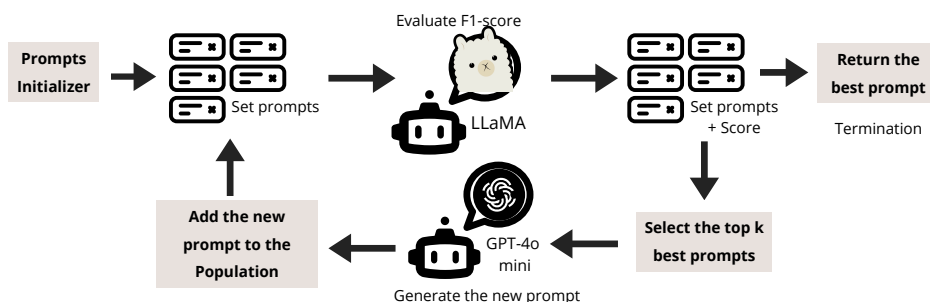 Evaluate F1-score
Prompts
Initializer
Set prompts
LLaMA
Set prompts
+ Score
Return the
best prompt
Termination
Select the top k
best prompts
GPT-4o
mini
Generate the new prompt
Add the new
prompt to the
Population